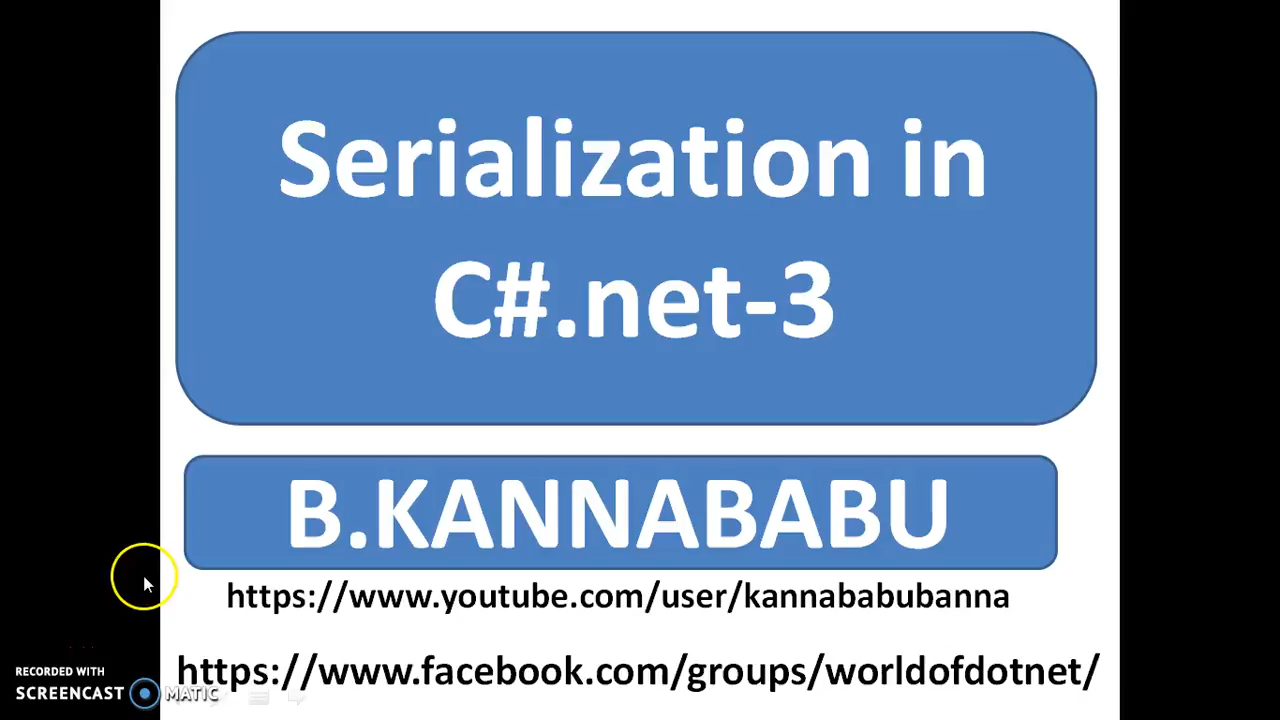 Serialization in
C#.net-3
B.KANNABABU
https://www.youtube.com/user/kannababubanna
https://www.facebook.com/groups/worldofdotnet/
RECORDED WITH
SCREENCAST MATIC